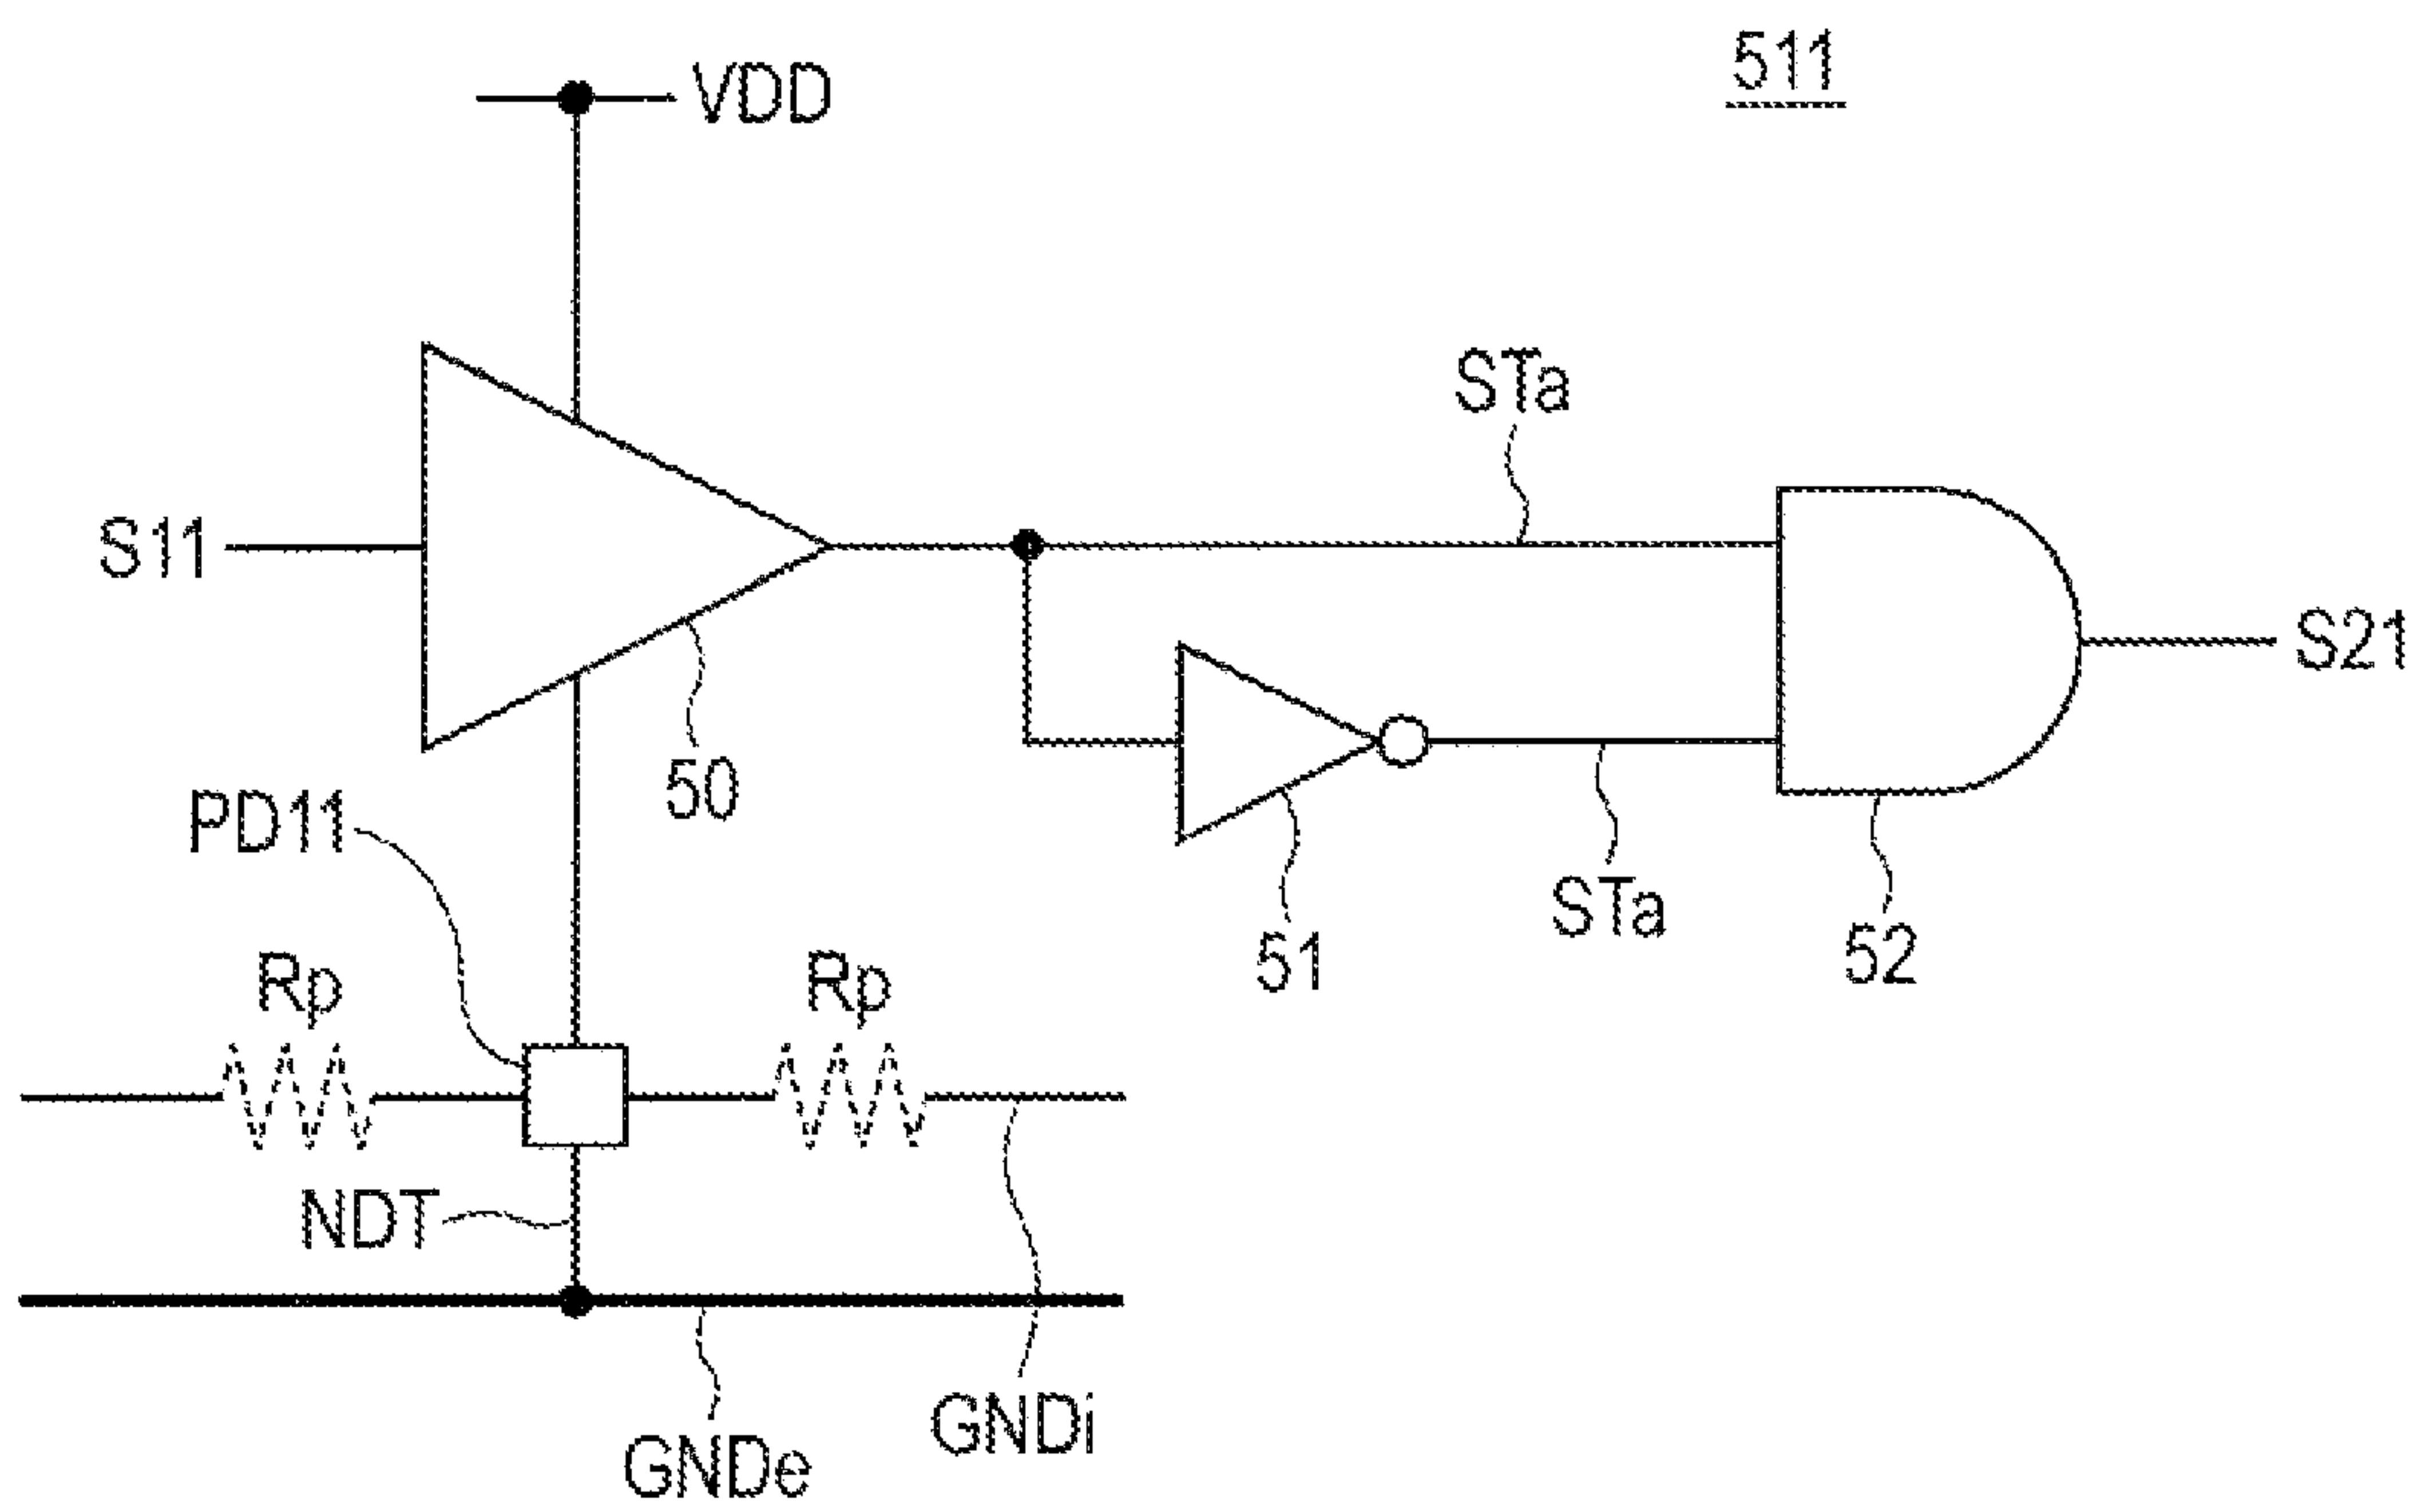 511
VDD
STa
S11
S21
50
PD11
STa
51
52
Rp
Rp
NDT
GNDi
GNDe